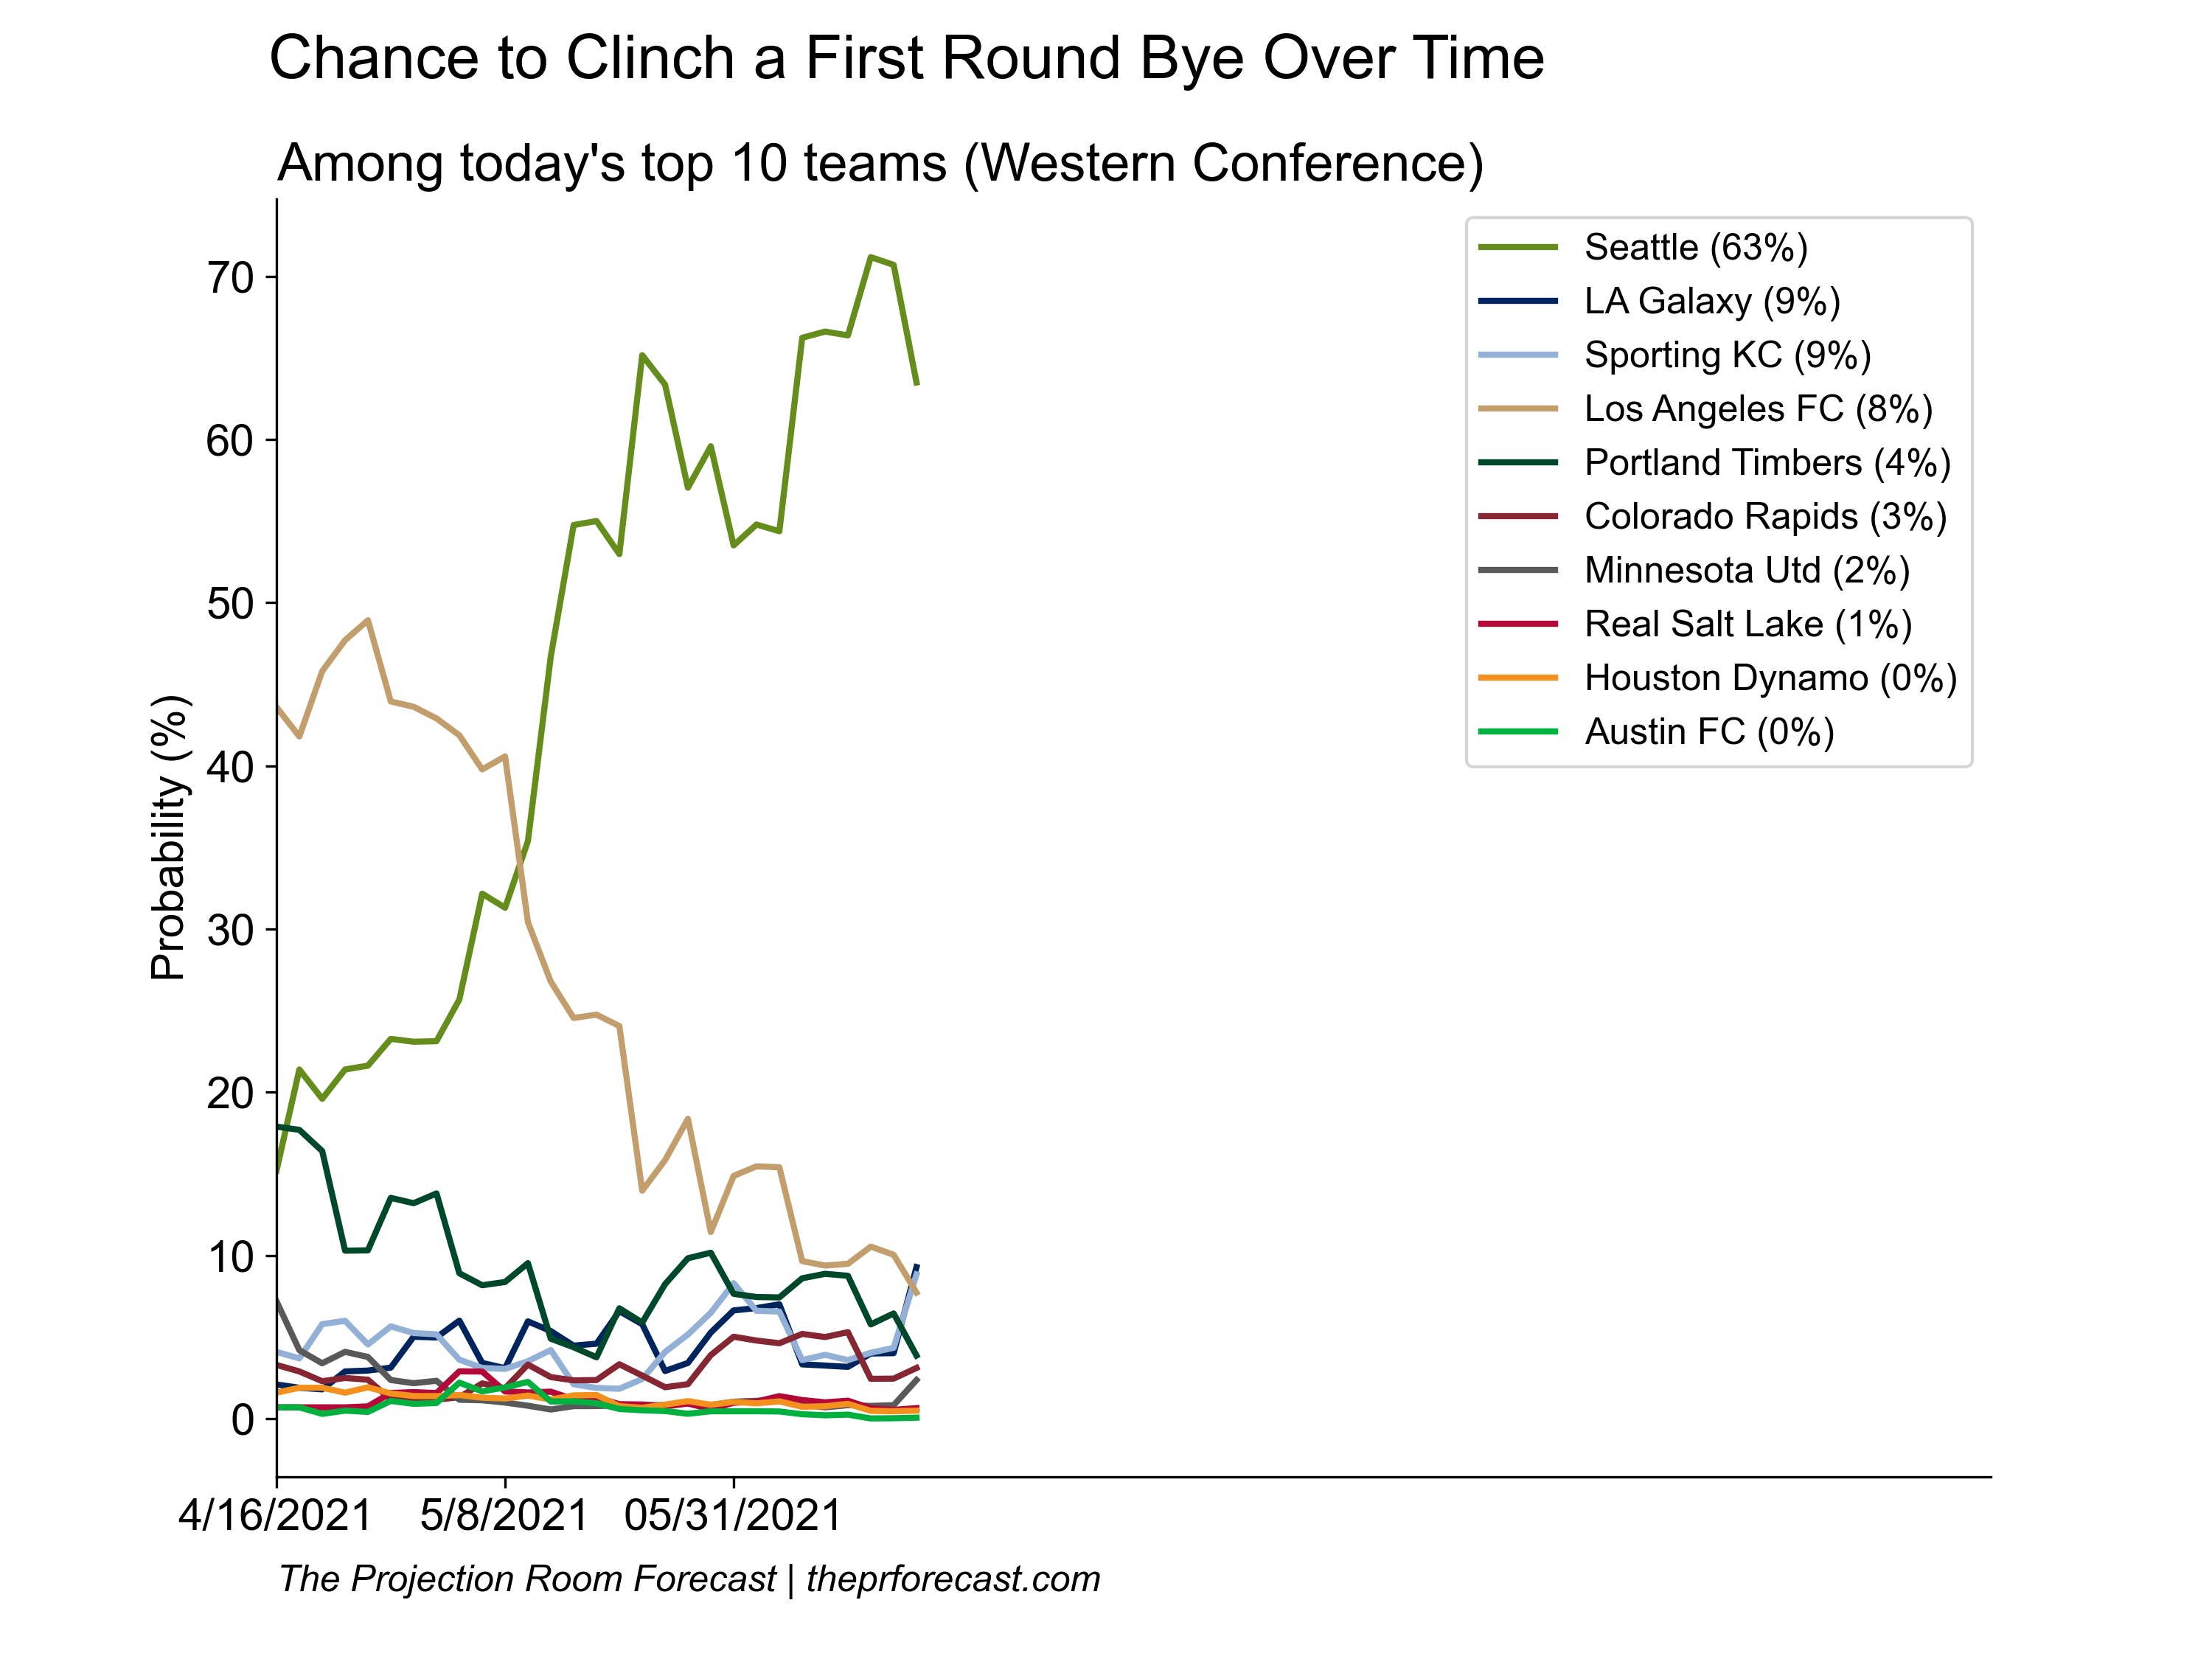 Chance to Clinch a First Round Bye Over Time
Among today's top 10 teams (Western Conference)
Seattle (63%)
LA Galaxy (9%)
Sporting KC (9%)
Los Angeles FC (8%)
Portland Timbers (4%)
Colorado Rapids (3%)
Minnesota Utd (2%)
Real Salt Lake (1%)
Houston Dynamo (0%)
Austin FC (0%)
Probability (%)
70
60
50
40
30
20
10
0
4/16/2021 5/8/2021 05/31/2021
The Projection Room Forecast | theprforecast.com